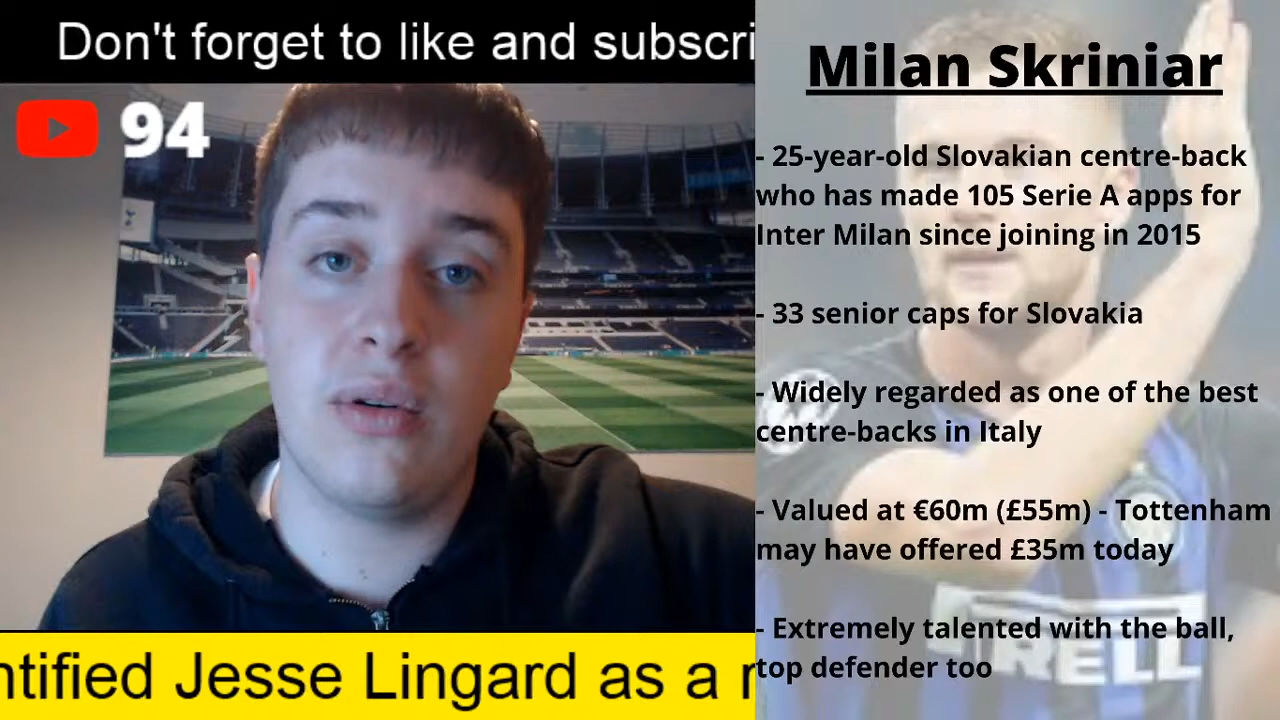 Don't forget to like and subscri
94
Milan Skriniar
- 25-year-old Slovakian centre-back
who has made 105 Serie A apps for
Inter Milan since joining in 2015
- 33 senior caps for Slovakia
- Widely regarded as one of the best
centre-backs in Italy
- Valued at €60m (£55m) - Tottenham
may have offered £35m today
- Extremely talented with the ball,
top defender too
ntified Jesse Lingard as a